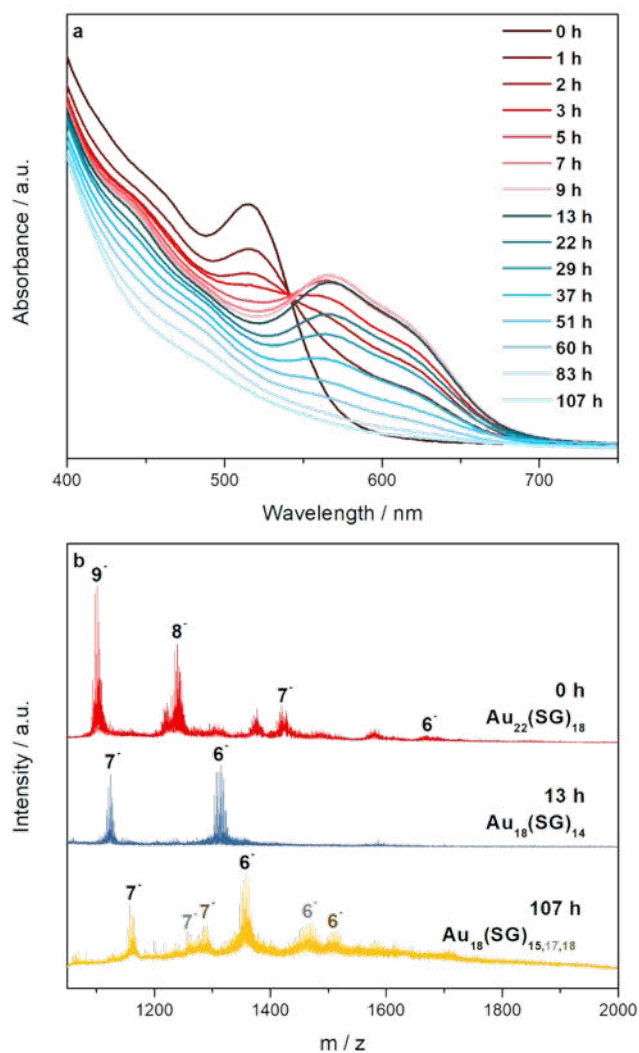 a
0 h
1 h
2 h
3 h
5 h
7 h
9 h
13 h
22 h
29 h
37 h
51 h
60 h
83 h
107 h
Absorbance / a.u.
400 500 600 700
Wavelength / nm
b
9⁻
8⁻
7⁻
6⁻
0 h
Au₂₂(SG)₁₈
7⁻
6⁻
13 h
Au₁₈(SG)₁₄
7⁻
7⁻
7⁻
6⁻
6⁻
6⁻
107 h
Au₁₈(SG)₁₅,₁₇,₁₈
Intensity / a.u.
1200 1400 1600 1800 2000
m / z